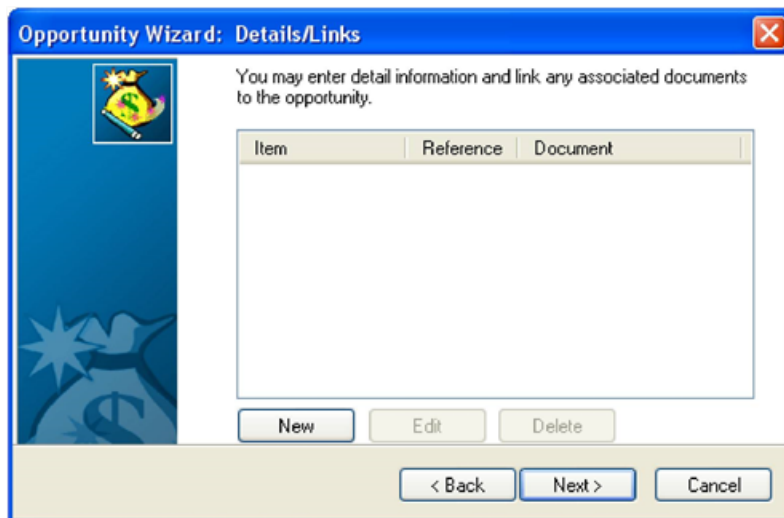 Opportunity Wizard: Details/Links
You may enter detail information and link any associated documents
to the opportunity.
Item Reference Document
New Edit Delete
< Back Next > Cancel